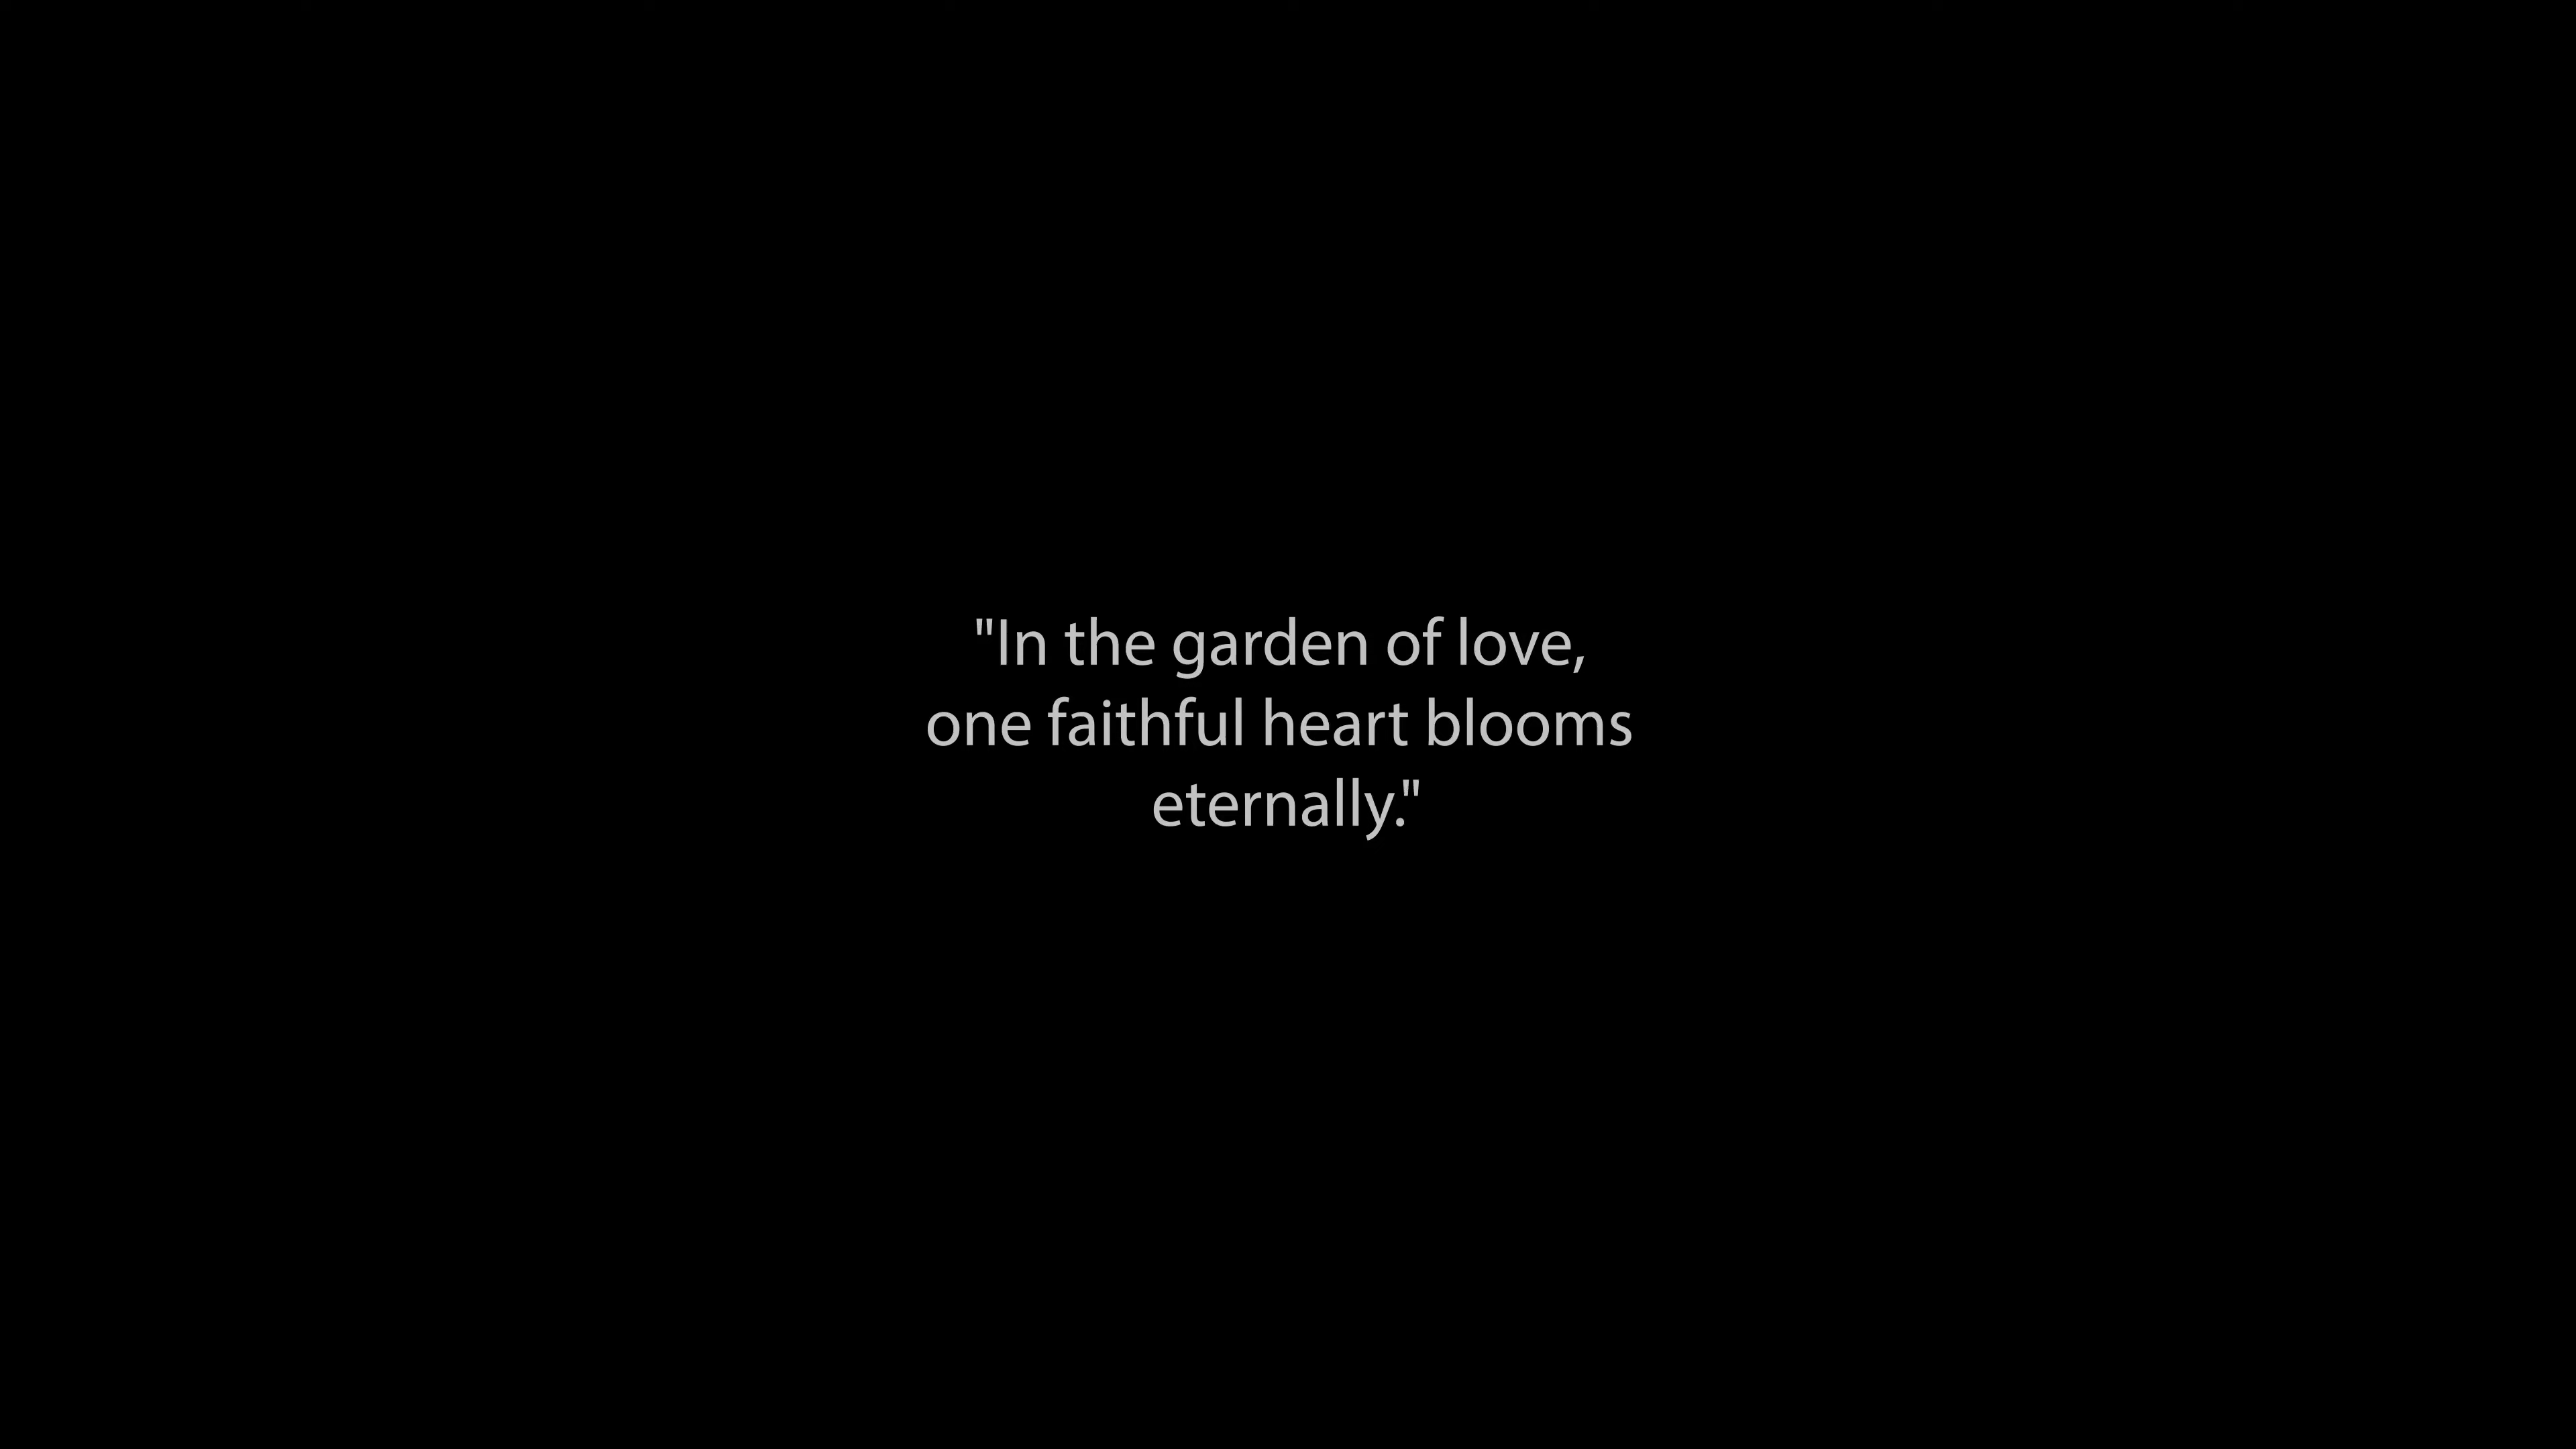 "In the garden of love,
one faithful heart blooms
eternally."